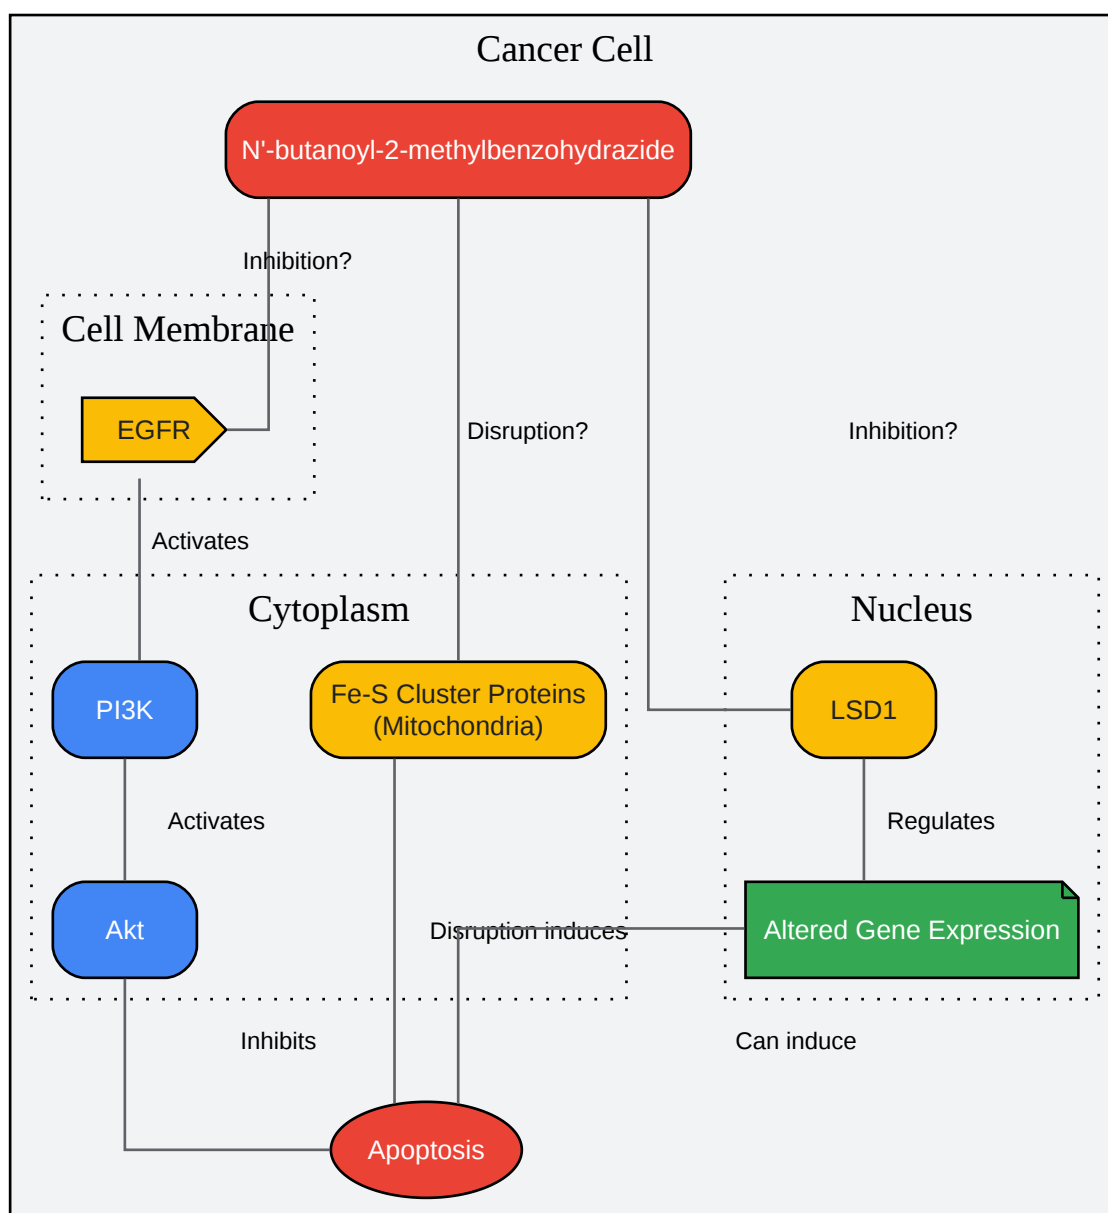 Cancer Cell
N'-butanoyl-2-methylbenzohydrazide
Inhibition?
Cell Membrane
EGFR
Disruption?
Inhibition?
Activates
Cytoplasm
Nucleus
PI3K
Fe-S Cluster Proteins
(Mitochondria)
LSD1
Activates
Regulates
Akt
Disruption induces
Altered Gene Expression
Inhibits
Can induce
Apoptosis